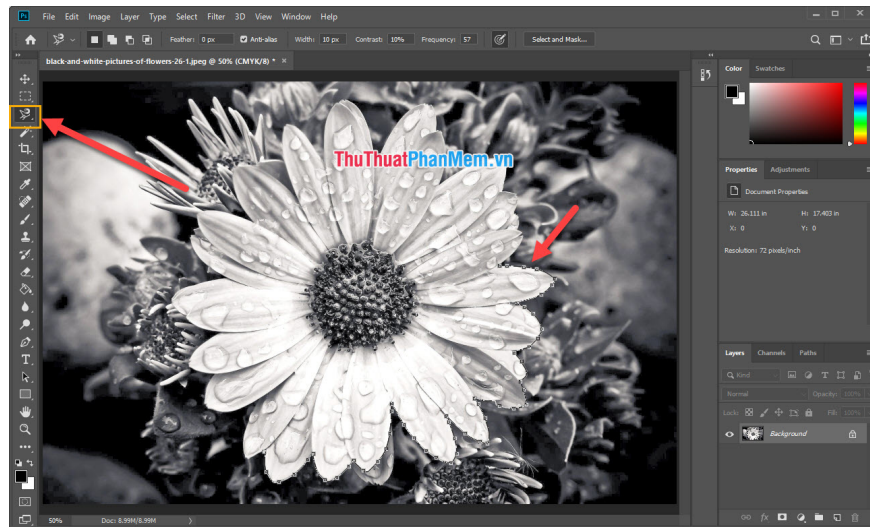 Ps File Edit Image Layer Type Select Filter 3D View Window Help
Feather: 0 px Anti-alias Width: 10 px Contrast: 10% Frequency: 57 Select and Mask...
black-and-white-pictures-of-flowers-26-1.jpeg @ 50% (CMYK/8) * ×
Color Swatches
ThuThuatPhanMem.vn
Properties Adjustments
Document Properties
W: 26.111 in H: 17.403 in
X: 0 Y: 0
Resolution: 72 pixels/inch
Layers Channels Paths
Kind
Normal Opacity: 100%
Lock: Fill: 100%
Background
50% Doc: 8.99M/8.99M
fx